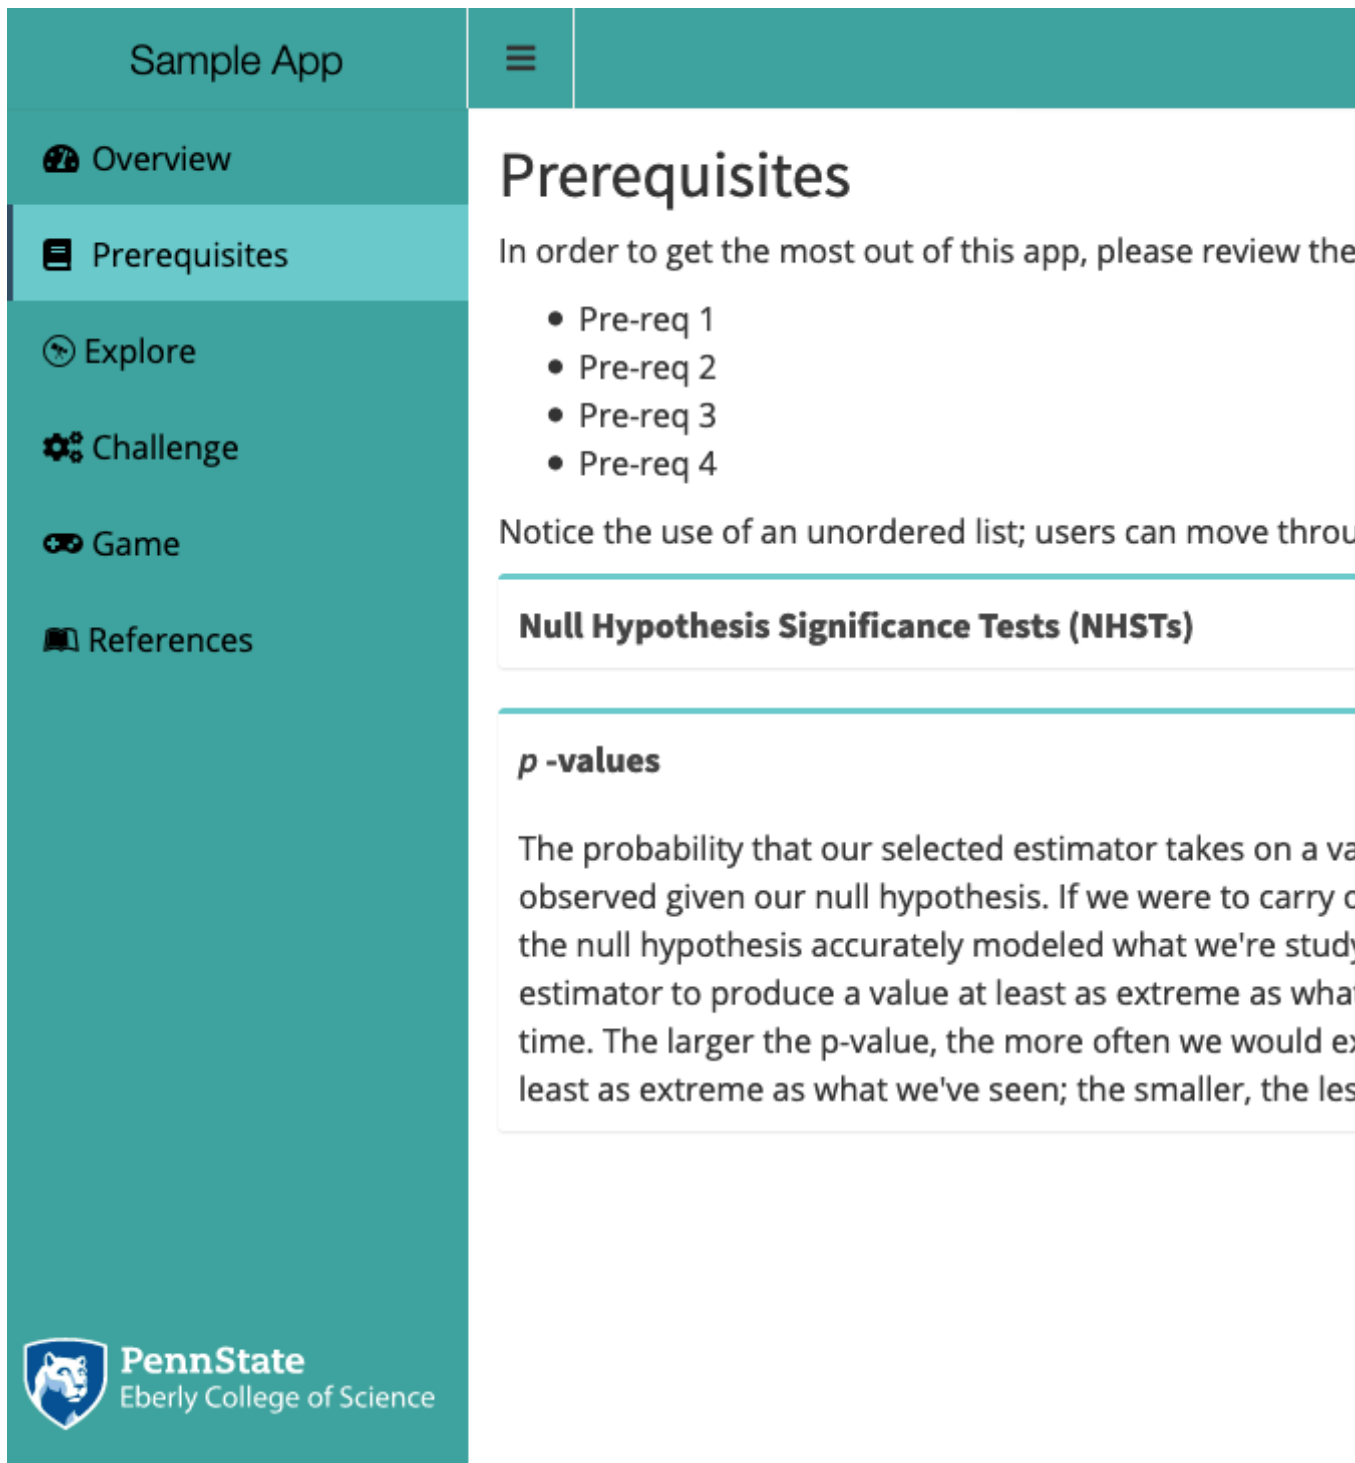 Sample App
Overview
Prerequisites
Explore
Challenge
Game
References
PennState
Eberly College of Science
Prerequisites
In order to get the most out of this app, please review the
Pre-req 1
Pre-req 2
Pre-req 3
Pre-req 4
Notice the use of an unordered list; users can move
Null Hypothesis Significance Tests (NHSTs)
p -values
The probability that our selected estimator takes on a
observed given our null hypothesis. If we were to carry
the null hypothesis accurately modeled what we're
estimator to produce a value at least as extreme as
time. The larger the p-value, the more often we would
least as extreme as what we've seen; the smaller, the